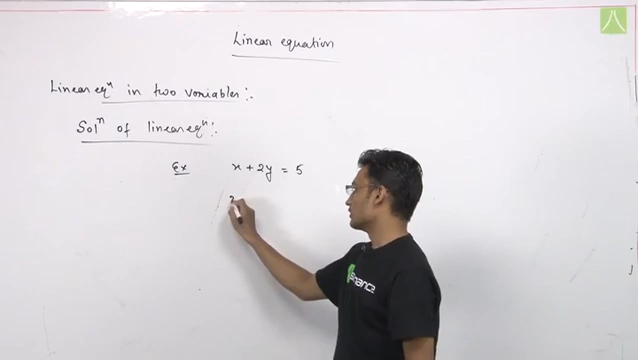 Linear equation
Linear eqⁿ in two variables :-
Solⁿ of linear eqⁿ :-
Ex x + 2y = 5